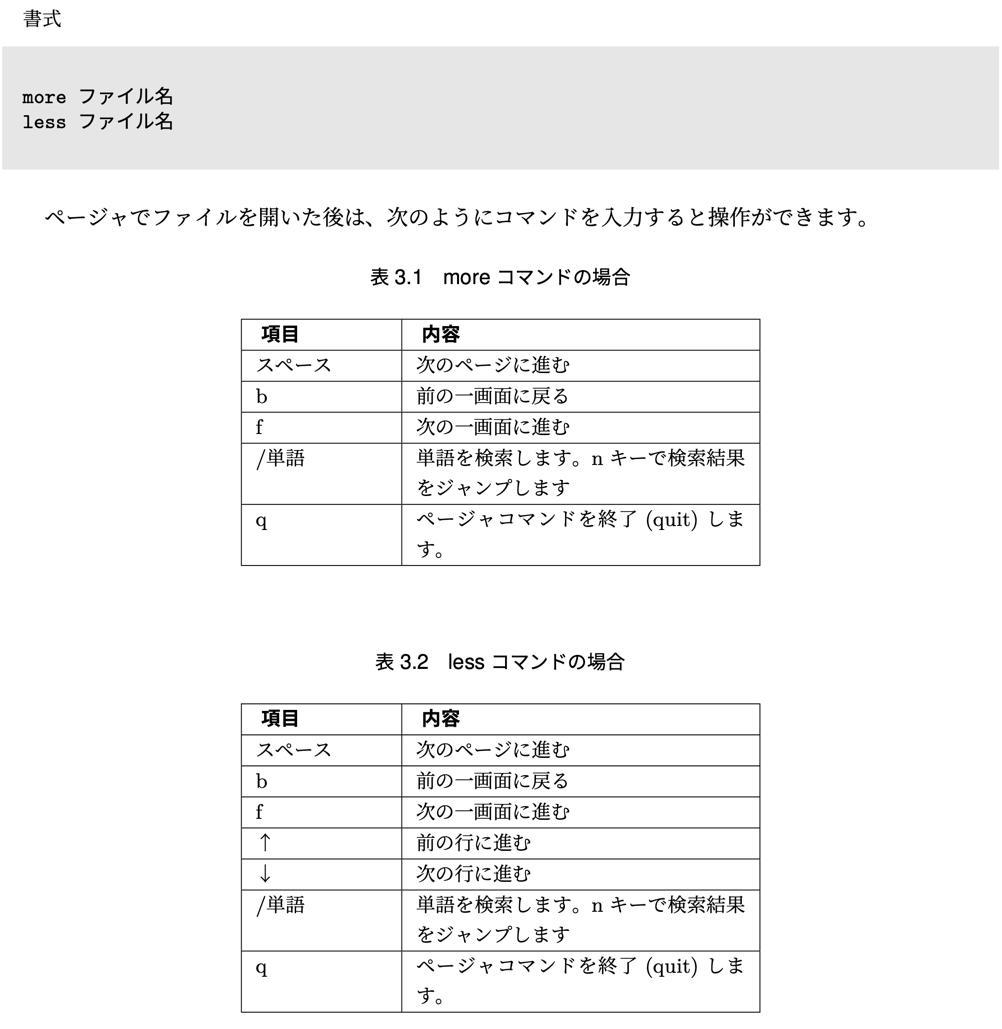 書式
more ファイル名
less ファイル名
ページャでファイルを開いた後は、次のようにコマンドを入力すると操作ができます。
表 3.1 more コマンドの場合
項目 内容
スペース 次のページに進む
b 前の一画面に戻る
f 次の一画面に進む
/単語 単語を検索します。n キーで検索結果
をジャンプします
q ページャコマンドを終了 (quit) しま
す。
表 3.2 less コマンドの場合
項目 内容
スペース 次のページに進む
b 前の一画面に戻る
f 次の一画面に進む
↑ 前の行に進む
↓ 次の行に進む
/単語 単語を検索します。n キーで検索結果
をジャンプします
q ページャコマンドを終了 (quit) しま
す。